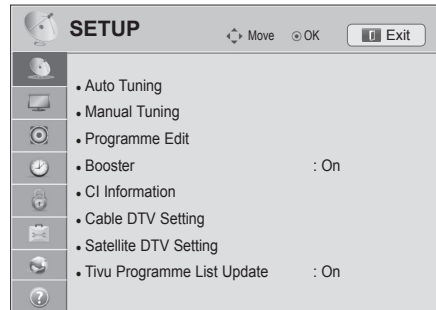 SETUP
Move OK Exit
• Auto Tuning
• Manual Tuning
• Programme Edit
• Booster : On
• CI Information
• Cable DTV Setting
• Satellite DTV Setting
• Tivu Programme List Update : On
?